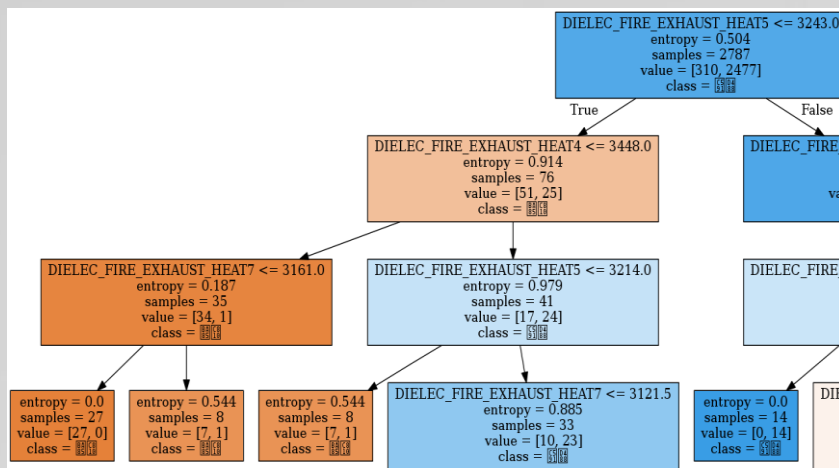 DIELEC_FIRE_EXHAUST_HEAT5 <= 3243.0
entropy = 0.504
samples = 2787
value = [310, 2477]
class =
True
False
DIELEC_FIRE_EXHAUST_HEAT4 <= 3448.0
entropy = 0.914
samples = 76
value = [51, 25]
class =
DIELEC_FIRE
va
DIELEC_FIRE_EXHAUST_HEAT7 <= 3161.0
entropy = 0.187
samples = 35
value = [34, 1]
class =
DIELEC_FIRE_EXHAUST_HEAT5 <= 3214.0
entropy = 0.979
samples = 41
value = [17, 24]
class =
DIELEC_FIRE
entropy = 0.0
samples = 27
value = [27, 0]
class =
entropy = 0.544
samples = 8
value = [7, 1]
class =
entropy = 0.544
samples = 8
value = [7, 1]
class =
DIELEC_FIRE_EXHAUST_HEAT7 <= 3121.5
entropy = 0.885
samples = 33
value = [10, 23]
class =
entropy = 0.0
samples = 14
value = [0, 14]
class =
DIE